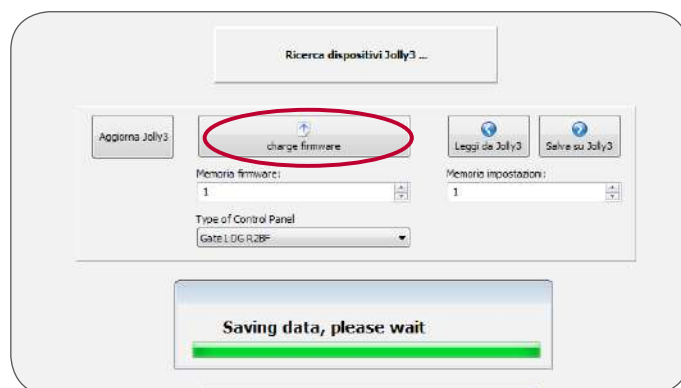 Ricerca dispositivi Jolly3 ...
Aggiorna Jolly3
charge firmware
Leggi da Jolly3
Salva su Jolly3
Memoria firmware:
Memoria impostazioni:
1
1
Type of Control Panel
Gate1 DG R2BF
Saving data, please wait